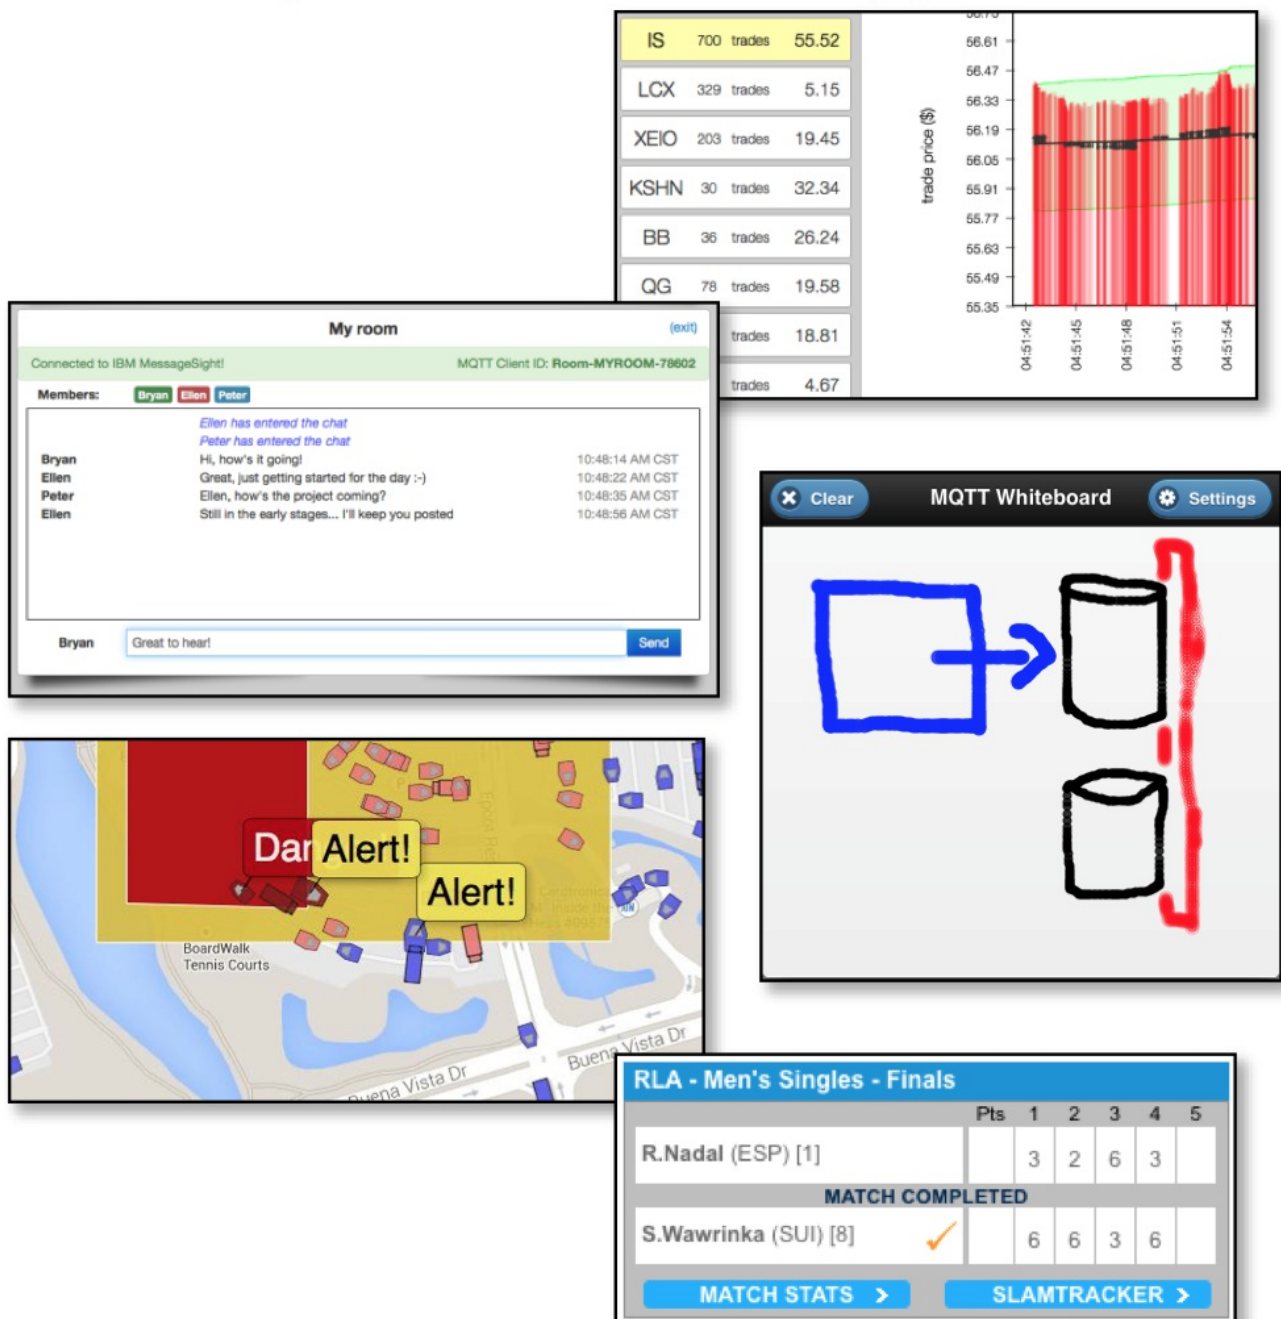 IS 700 trades 55.52
LCX 329 trades 5.15
XEIO 203 trades 19.45
KSHN 30 trades 32.34
BB 36 trades 26.24
QG 78 trades 19.58
trades 18.81
trades 4.67
trade price ($)
56.61
56.47
56.33
56.19
56.05
55.91
55.77
55.63
55.49
55.35
04:51:42
04:51:45
04:51:48
04:51:51
04:51:54
My room (exit)
Connected to IBM MessageSight! MQTT Client ID: Room-MYROOM-78602
Members: Bryan Ellen Peter
Ellen has entered the chat
Peter has entered the chat
Bryan Hi, how's it going! 10:48:14 AM CST
Ellen Great, just getting started for the day :-) 10:48:22 AM CST
Peter Ellen, how's the project coming? 10:48:35 AM CST
Ellen Still in the early stages... I'll keep you posted 10:48:56 AM CST
Bryan Great to hear! Send
Clear MQTT Whiteboard Settings
Alert!
Alert!
BoardWalk
Tennis Courts
Buena Vista Dr
Buena Vista Dr
RLA - Men's Singles - Finals
Pts 1 2 3 4 5
R.Nadal (ESP) [1] 3 2 6 3
MATCH COMPLETED
S.Wawrinka (SUI) [8] 6 6 3 6
MATCH STATS >
SLAMTRACKER >